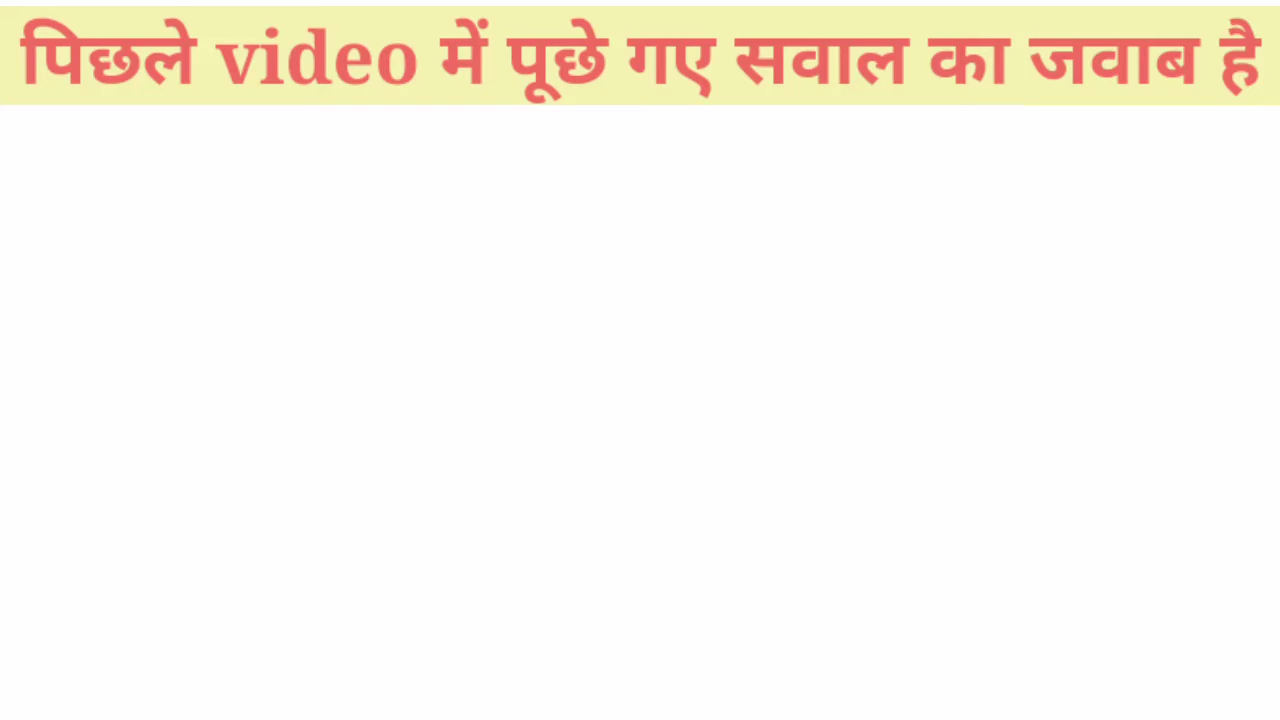 पिछले video में पूछे गए सवाल का जवाब है